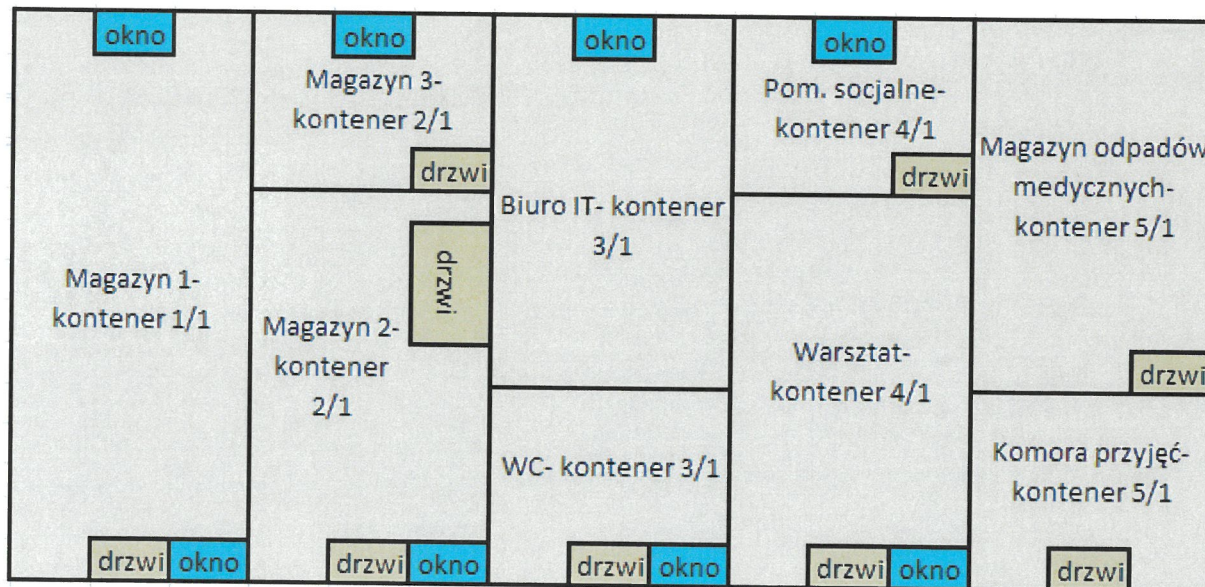 okno
okno
okno
okno
Magazyn 3-
kontener 2/1
drzwi
Pom. socjalne-
kontener 4/1
drzwi
Magazyn odpadów
medycznych-
kontener 5/1
drzwi
Magazyn 1-
kontener 1/1
drzwi
Magazyn 2-
kontener
2/1
Biuro IT- kontener
3/1
Warsztat-
kontener 4/1
WC- kontener 3/1
Komora przyjęć-
kontener 5/1
drzwi okno
drzwi okno
drzwi okno
drzwi okno
drzwi